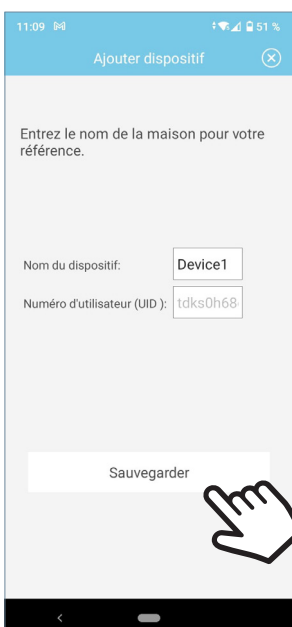 11:09 51 %
Ajouter dispositif
Entrez le nom de la maison pour votre
référence.
Nom du dispositif: Device1
Numéro d'utilisateur (UID ): tdks0h68
Sauvegarder